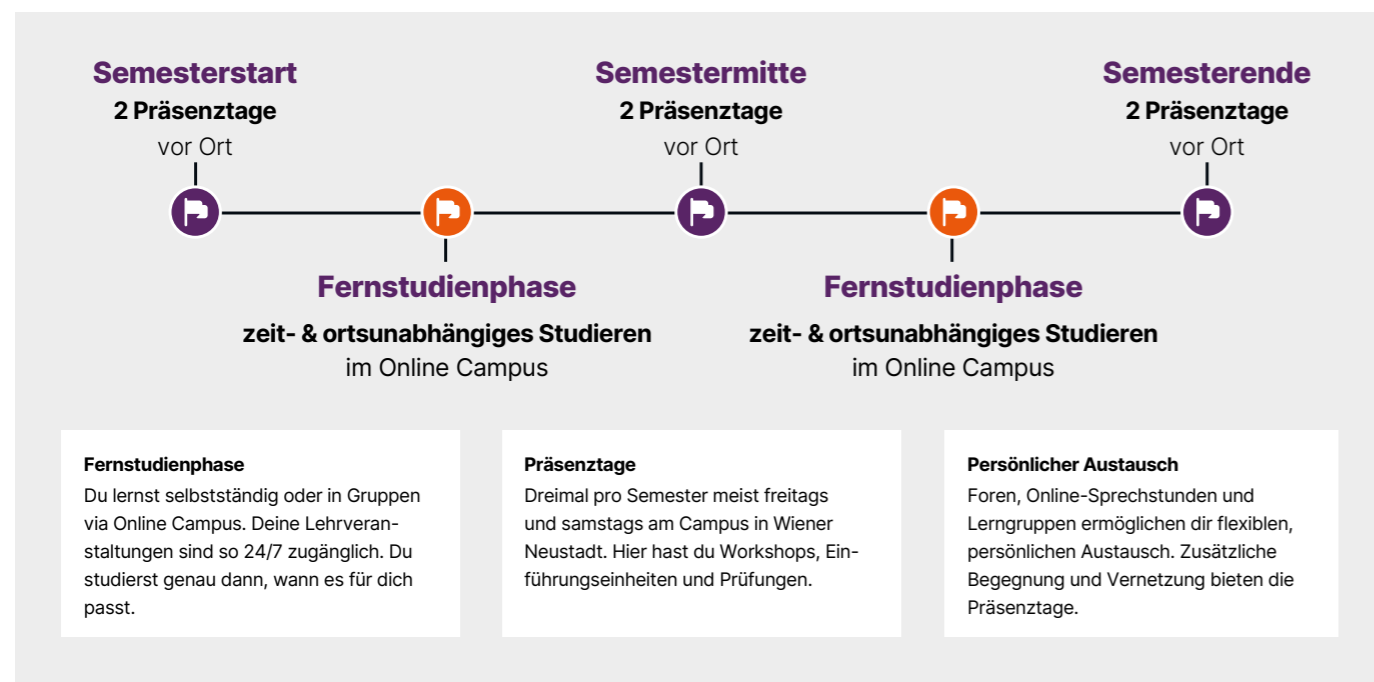 Semesterstart
2 Präsenztage
vor Ort
Semestermitte
2 Präsenztage
vor Ort
Semesterende
2 Präsenztage
vor Ort
Fernstudienphase
zeit- & ortsunabhängiges Studieren
im Online Campus
Fernstudienphase
zeit- & ortsunabhängiges Studieren
im Online Campus
Fernstudienphase
Du lernst selbstständig oder in Gruppen
via Online Campus. Deine Lehrveran-
staltungen sind so 24/7 zugänglich. Du
studierst genau dann, wann es für dich
passt.
Präsenztage
Dreimal pro Semester meist freitags
und samstags am Campus in Wiener
Neustadt. Hier hast du Workshops, Ein-
führungseinheiten und Prüfungen.
Persönlicher Austausch
Foren, Online-Sprechstunden und
Lerngruppen ermöglichen dir flexiblen,
persönlichen Austausch. Zusätzliche
Begegnung und Vernetzung bieten die
Präsenztage.